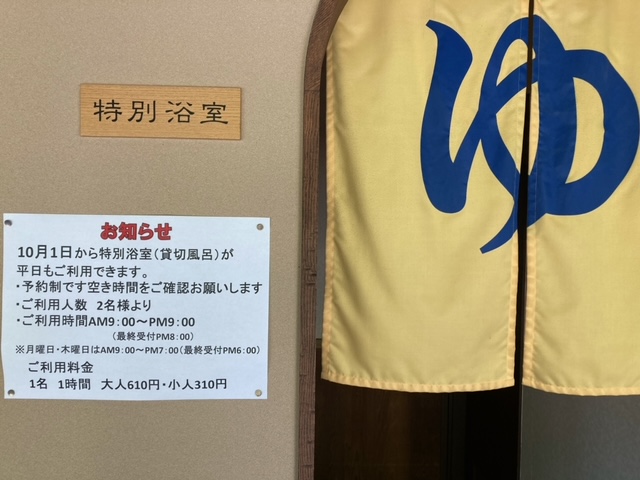 特別浴室
ゆ
お知らせ
10月1日から特別浴室(貸切風呂)が
平日もご利用できます。
・予約制です空き時間をご確認お願いします
・ご利用人数 2名様より
・ご利用時間AM9:00～PM9:00
(最終受付PM8:00)
※月曜日・木曜日はAM9:00～PM7:00(最終受付PM6:00)
ご利用料金
1名 1時間 大人610円・小人310円